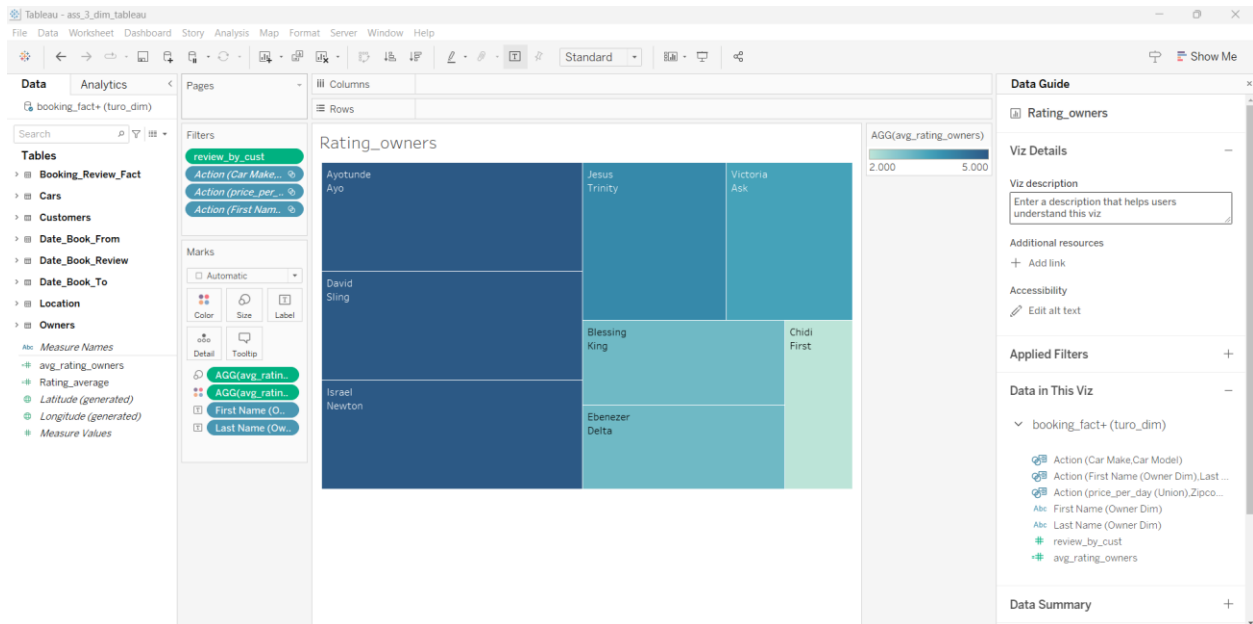 Tableau - ass_3_dim_tableau
File Data Worksheet Dashboard Story Analysis Map Format Server Window Help
Standard
Show Me
Data Analytics
booking_fact+ (turo_dim)
Search
Tables
Booking_Review_Fact
Cars
Customers
Date_Book_From
Date_Book_Review
Date_Book_To
Location
Owners
Abc Measure Names
avg_rating_owners
Rating_average
Latitude (generated)
Longitude (generated)
Measure Values
Pages
Filters
review_by_cust
Action (Car Make,..
Action (price_per_..
Action (First Nam..
Marks
Automatic
Color Size Label
Detail Tooltip
AGG(avg_ratin..
AGG(avg_ratin..
First Name (O..
Last Name (Ow..
Columns
Rows
Rating_owners
Ayotunde
Ayo
David
Sling
Israel
Newton
Jesus
Trinity
Victoria
Ask
Blessing
King
Ebenezer
Delta
Chidi
First
AGG(avg_rating_owners)
2.000 5.000
Data Guide
Rating_owners
Viz Details
Viz description
Enter a description that helps users
understand this viz
Additional resources
Add link
Accessibility
Edit alt text
Applied Filters
Data in This Viz
booking_fact+ (turo_dim)
Action (Car Make,Car Model)
Action (First Name (Owner Dim),Last ...
Action (price_per_day (Union),Zipco...
Abc First Name (Owner Dim)
Abc Last Name (Owner Dim)
review_by_cust
avg_rating_owners
Data Summary